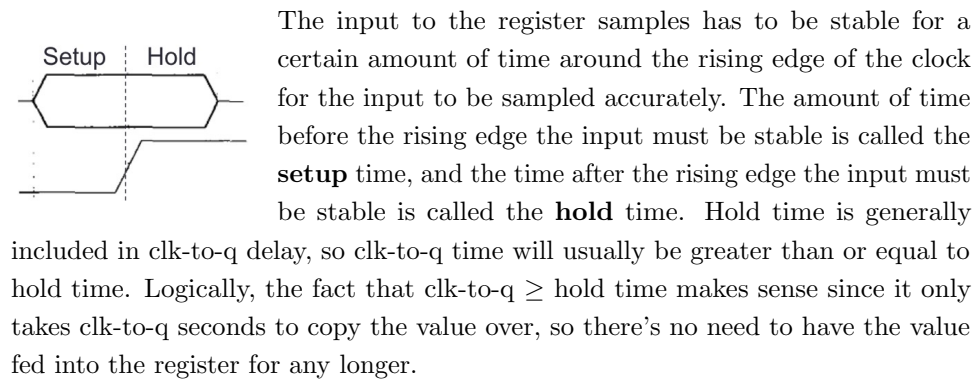 Setup Hold
The input to the register samples has to be stable for a
certain amount of time around the rising edge of the clock
for the input to be sampled accurately. The amount of time
before the rising edge the input must be stable is called the
setup time, and the time after the rising edge the input must
be stable is called the hold time. Hold time is generally
included in clk-to-q delay, so clk-to-q time will usually be greater than or equal to
hold time. Logically, the fact that clk-to-q ≥ hold time makes sense since it only
takes clk-to-q seconds to copy the value over, so there's no need to have the value
fed into the register for any longer.